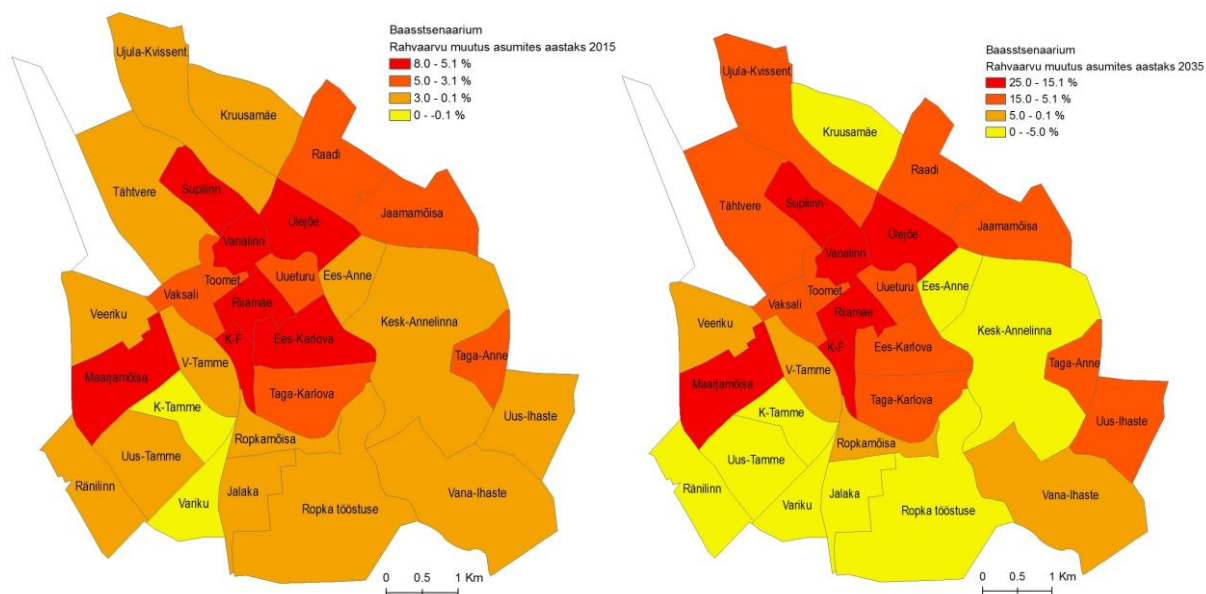 Baasstsenaarium
Rahvaarvu muutus asumites aastaks 2015
8.0 - 5.1 %
5.0 - 3.1 %
3.0 - 0.1 %
0 - -0.1 %
Ujula-Kvissent.
Kruusamäe
Raadi
Tähtvere
Supilinn
Jaamamõisa
Ülejõe
Vanalinn
Toomet
Uueturu
Ees-Anne
Vaksali
Riiamäe
Veeriku
Kesk-Annelinna
K-F
Ees-Karlova
V-Tamme
Taga-Anne
Maarjamõisa
Taga-Karlova
K-Tamme
Uus-Ihaste
Ropkamõisa
Uus-Tamme
Ränilinn
Jalaka
Vana-Ihaste
Variku
Ropka tööstuse
0 0.5 1 Km
Baasstsenaarium
Rahvaarvu muutus asumites aastaks 2035
25.0 - 15.1 %
15.0 - 5.1 %
5.0 - 0.1 %
0 - -5.0 %
Ujula-Kvissent.
Kruusamäe
Raadi
Tähtvere
Supilinn
Jaamamõisa
Ülejõe
Vanalinn
Toomet
Uueturu
Ees-Anne
Vaksali
Riiamäe
Veeriku
Kesk-Annelinna
K-F
Ees-Karlova
V-Tamme
Taga-Anne
Maarjamõisa
Taga-Karlova
K-Tamme
Uus-Ihaste
Ropkamõisa
Uus-Tamme
Ränilinn
Jalaka
Vana-Ihaste
Variku
Ropka tööstuse
0 0.5 1 Km